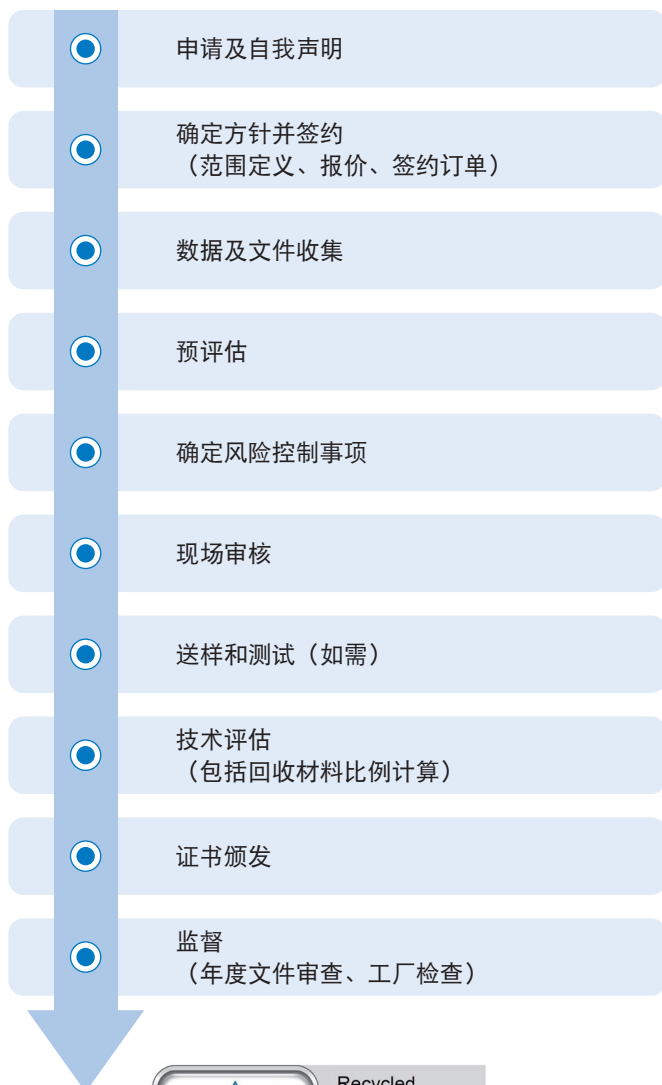 申请及自我声明
确定方针并签约
（范围定义、报价、签约订单）
数据及文件收集
预评估
确定风险控制事项
现场审核
送样和测试（如需）
技术评估
（包括回收材料比例计算）
证书颁发
监督
（年度文件审查、工厂检查）
Recycled